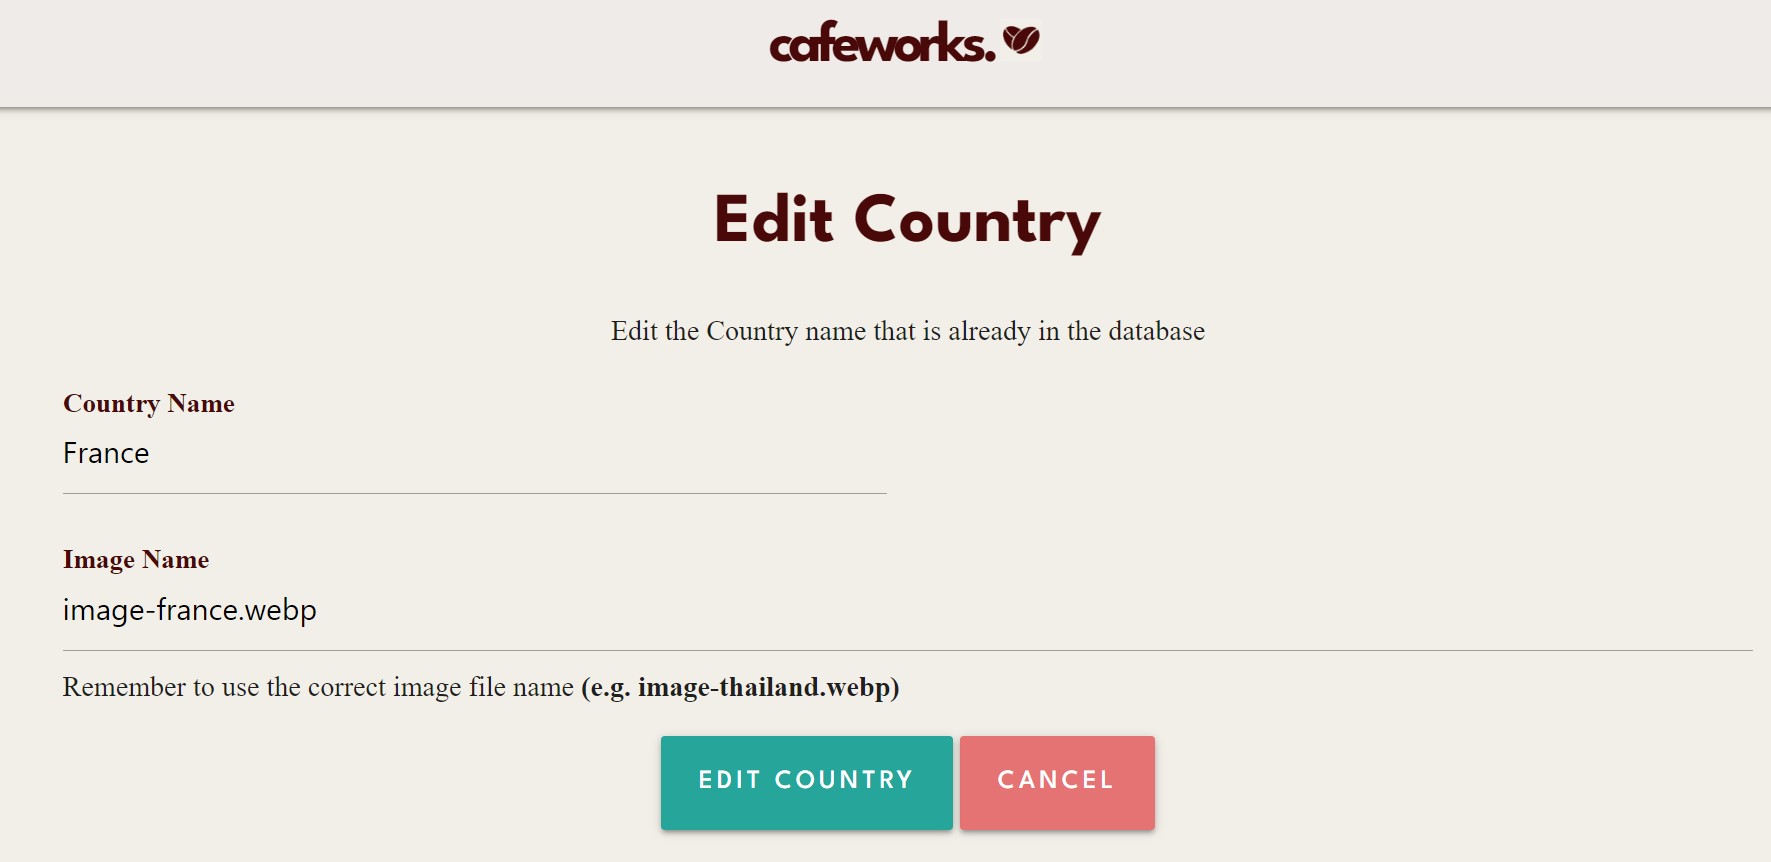 cafeworks.
Edit Country
Edit the Country name that is already in the database
Country Name
France
Image Name
image-france.webp
Remember to use the correct image file name (e.g. image-thailand.webp)
EDIT COUNTRY
CANCEL